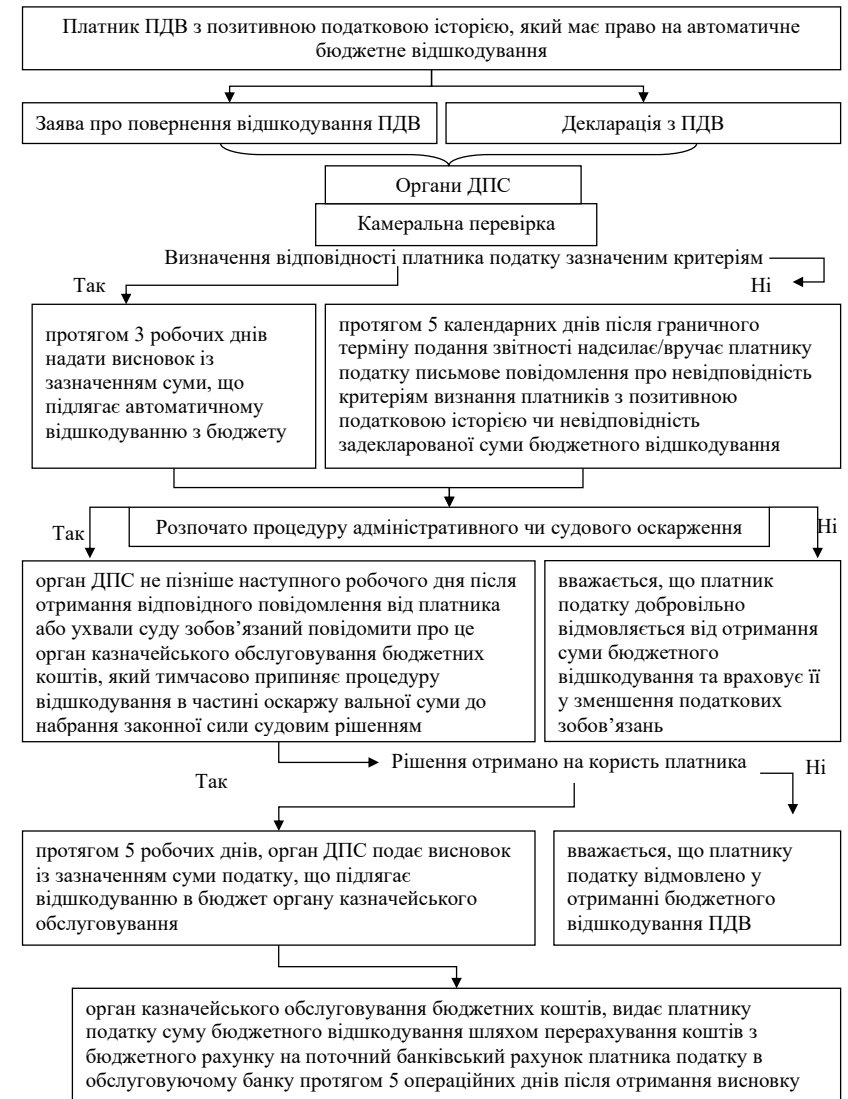 Платник ПДВ з позитивною податковою історією, який має право на автоматичне
бюджетне відшкодування
Заява про повернення відшкодування ПДВ
Декларація з ПДВ
Органи ДПС
Камеральна перевірка
Визначення відповідності платника податку зазначеним критеріям
Так
Ні
протягом 3 робочих днів
надати висновок із
зазначенням суми, що
підлягає автоматичному
відшкодуванню з бюджету
протягом 5 календарних днів після граничного
терміну подання звітності надсилає/вручає платнику
податку письмове повідомлення про невідповідність
критеріям визнання платників з позитивною
податковою історією чи невідповідність
задекларованої суми бюджетного відшкодування
Так
Розпочато процедуру адміністративного чи судового оскарження
Ні
орган ДПС не пізніше наступного робочого дня після
отримання відповідного повідомлення від платника
або ухвали суду зобов’язаний повідомити про це
орган казначейського обслуговування бюджетних
коштів, який тимчасово припиняє процедуру
відшкодування в частині оскаржу вальної суми до
набрання законної сили судовим рішенням
вважається, що платник
податку добровільно
відмовляється від отримання
суми бюджетного
відшкодування та враховує її
у зменшення податкових
зобов’язань
Рішення отримано на користь платника
Ні
Так
протягом 5 робочих днів, орган ДПС подає висновок
із зазначенням суми податку, що підлягає
відшкодуванню в бюджет органу казначейського
обслуговування
вважається, що платнику
податку відмовлено у
отриманні бюджетного
відшкодування ПДВ
орган казначейського обслуговування бюджетних коштів, видає платнику
податку суму бюджетного відшкодування шляхом перерахування коштів з
бюджетного рахунку на поточний банківський рахунок платника податку в
обслуговуючому банку протягом 5 операційних днів після отримання висновку